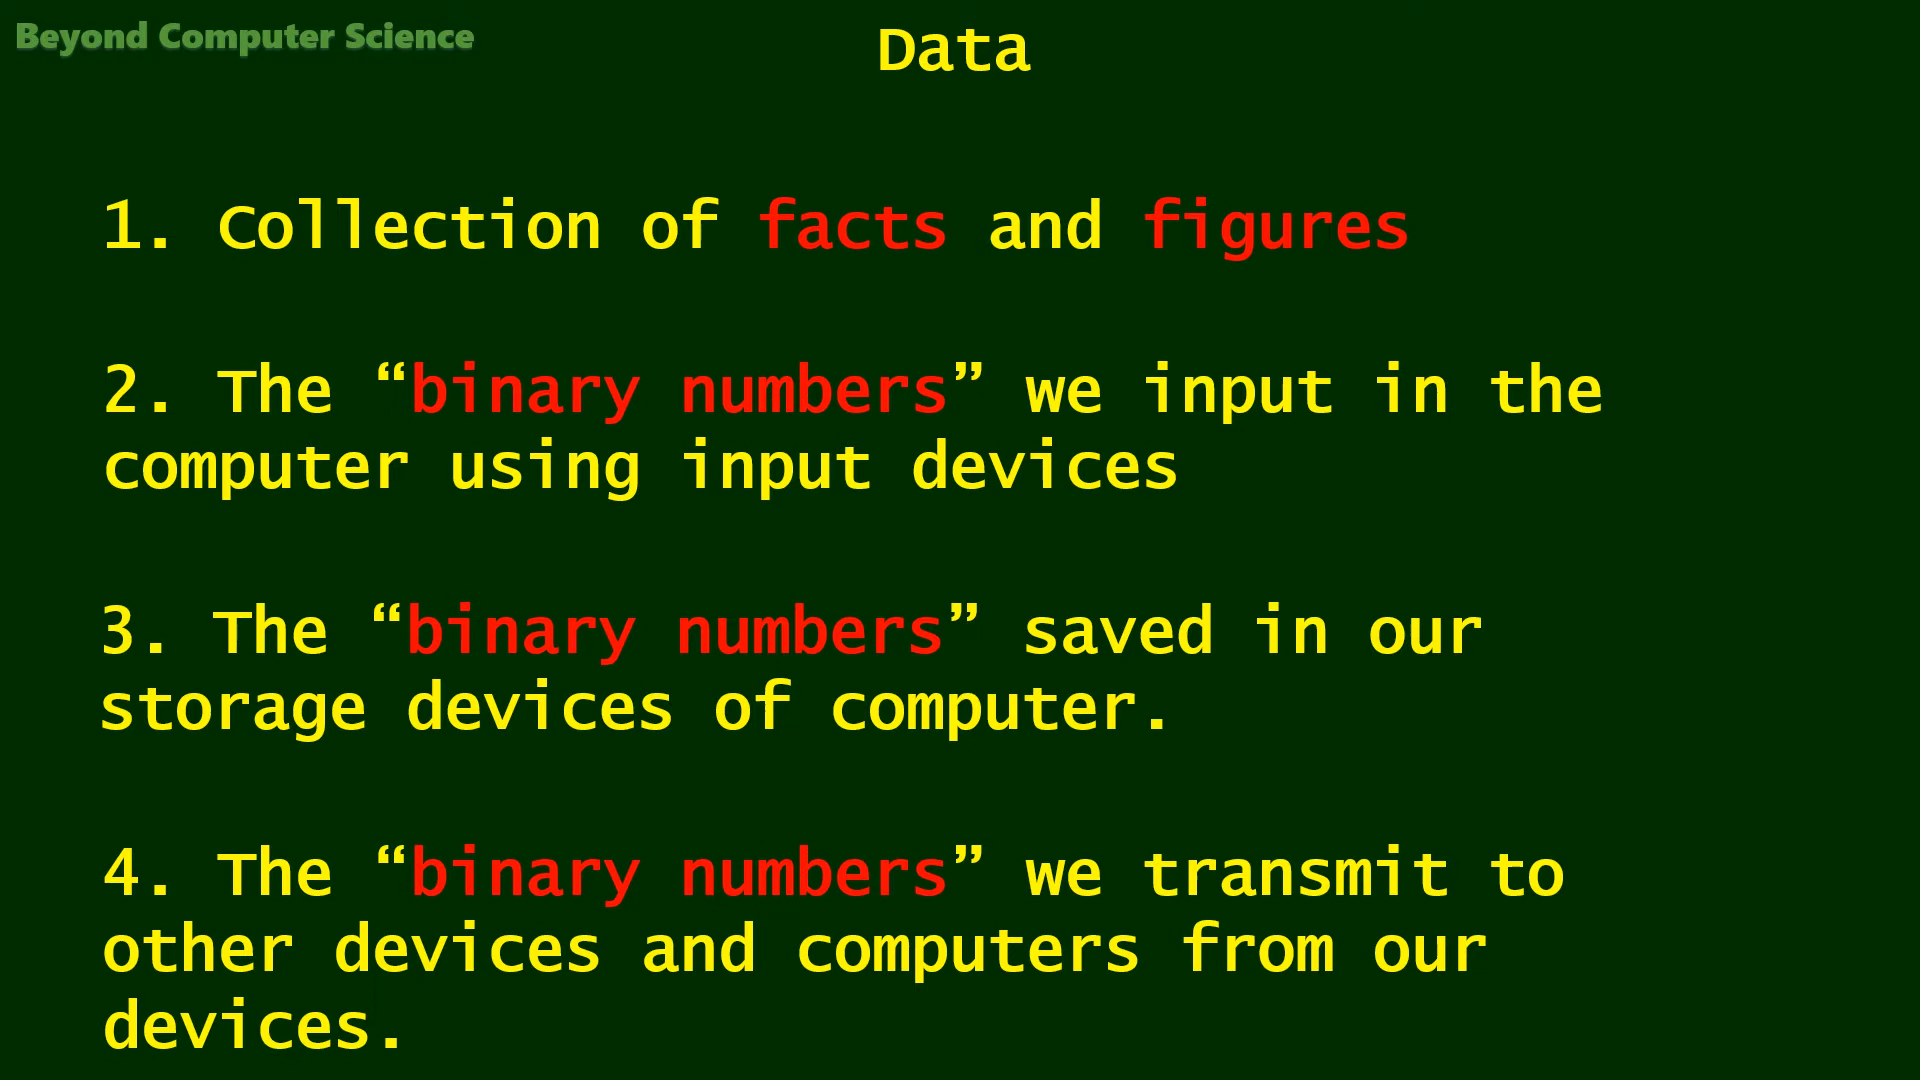 Beyond Computer Science
Data
1. Collection of facts and figures
2. The “binary numbers” we input in the
computer using input devices
3. The “binary numbers” saved in our
storage devices of computer.
4. The “binary numbers” we transmit to
other devices and computers from our
devices.